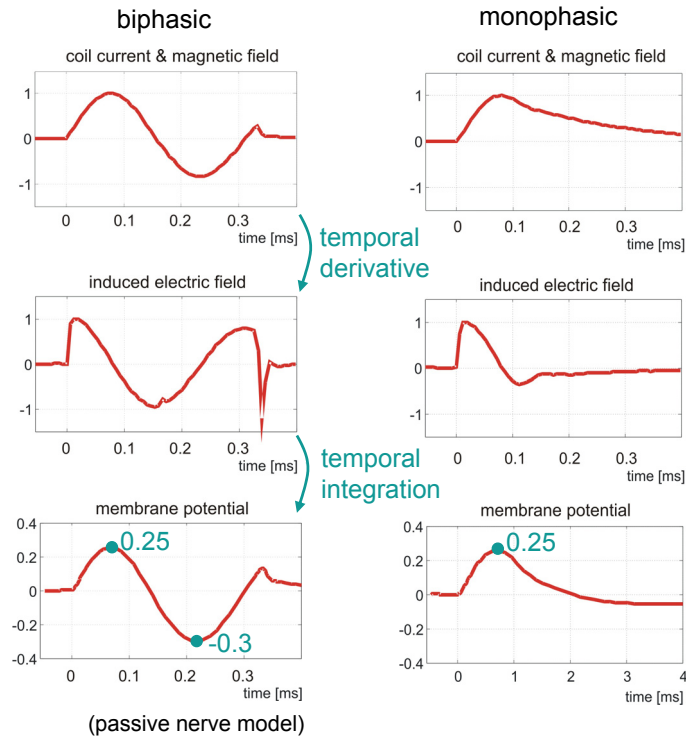 biphasic
monophasic
coil current & magnetic field
coil current & magnetic field
1
0
-1
0
0.1
0.2
0.3
time [ms]
1
0
-1
0
0.1
0.2
0.3
time [ms]
temporal
derivative
induced electric field
induced electric field
1
0
-1
0
0.1
0.2
0.3
time [ms]
1
0
-1
0
0.1
0.2
0.3
time [ms]
temporal
integration
membrane potential
membrane potential
0.4
0.2
0
-0.2
-0.4
0.25
-0.3
0
0.1
0.2
0.3
time [ms]
0.4
0.2
0
-0.2
-0.4
0.25
0
1
2
3
4
time [ms]
(passive nerve model)